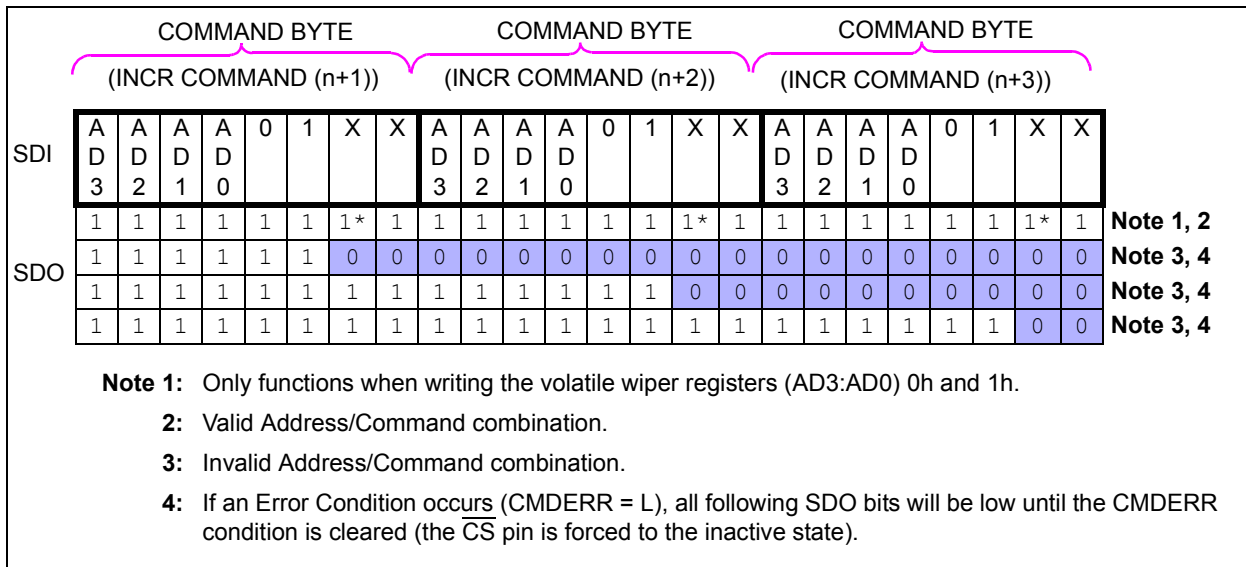 COMMAND BYTE COMMAND BYTE COMMAND BYTE
(INCR COMMAND (n+1)) (INCR COMMAND (n+2)) (INCR COMMAND (n+3))
SDI
A A A A 0 1 X X A A A A 0 1 X X A A A A 0 1 X X
D D D D D D D D D D D D
3 2 1 0 3 2 1 0 3 2 1 0
SDO
1 1 1 1 1 1 1* 1 1 1 1 1 1 1 1* 1 1 1 1 1 1 1 1* 1 Note 1, 2
1 1 1 1 1 1 0 0 0 0 0 0 0 0 0 0 0 0 0 0 0 0 0 0 Note 3, 4
1 1 1 1 1 1 1 1 1 1 1 1 1 1 0 0 0 0 0 0 0 0 0 0 Note 3, 4
1 1 1 1 1 1 1 1 1 1 1 1 1 1 1 1 1 1 1 1 1 1 0 0 Note 3, 4
Note 1: Only functions when writing the volatile wiper registers (AD3:AD0) 0h and 1h.
2: Valid Address/Command combination.
3: Invalid Address/Command combination.
4: If an Error Condition occurs (CMDERR = L), all following SDO bits will be low until the CMDERR
condition is cleared (the C̅S̅ pin is forced to the inactive state).